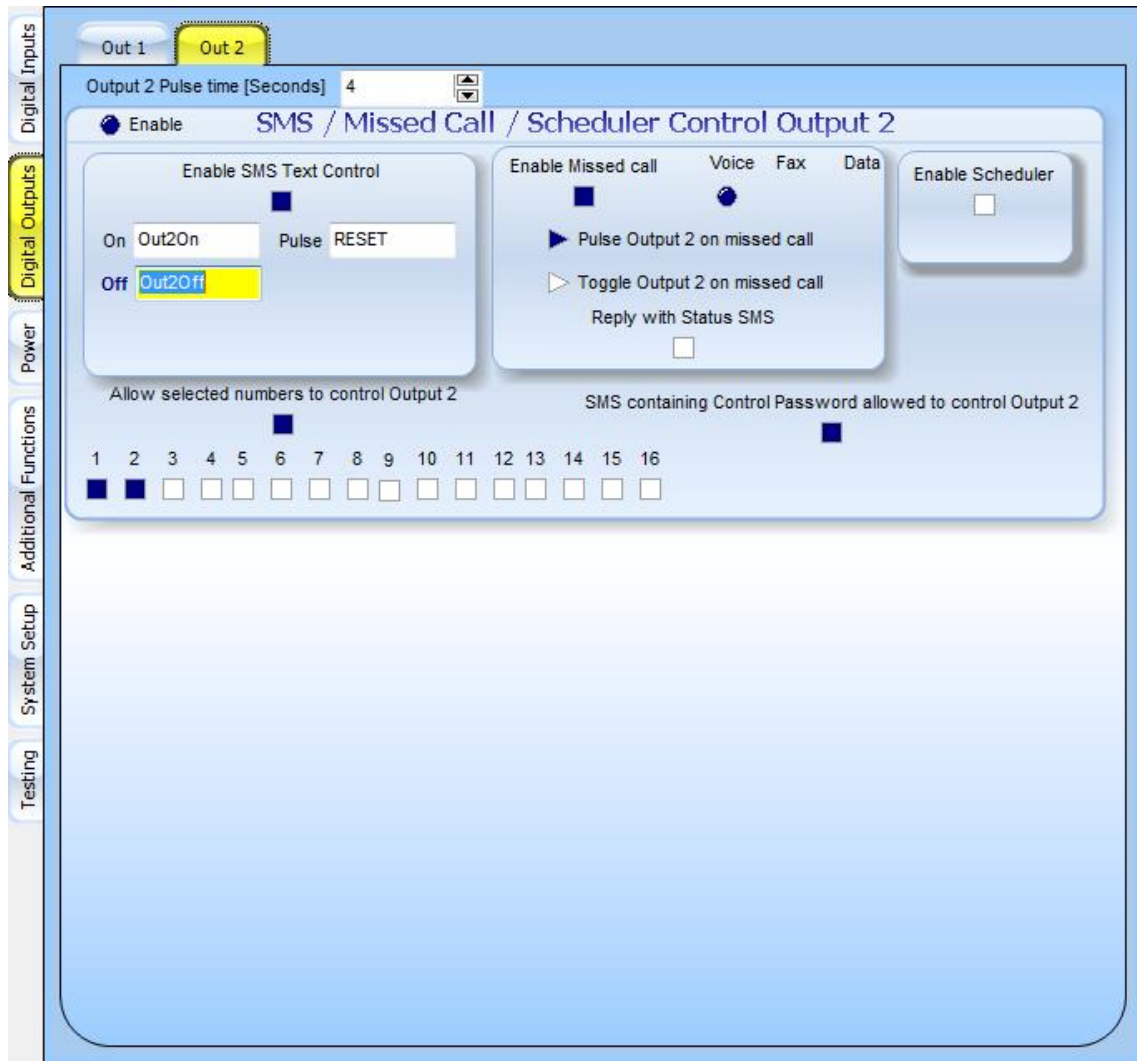 Digital Inputs
Digital Outputs
Power
Additional Functions
System Setup
Testing
Out 1
Out 2
Output 2 Pulse time [Seconds] 4
Enable
SMS / Missed Call / Scheduler Control Output 2
Enable SMS Text Control
On Out2On Pulse RESET
Off Out2Off
Enable Missed call Voice Fax Data
Pulse Output 2 on missed call
Toggle Output 2 on missed call
Reply with Status SMS
Enable Scheduler
Allow selected numbers to control Output 2
SMS containing Control Password allowed to control Output 2
1 2 3 4 5 6 7 8 9 10 11 12 13 14 15 16